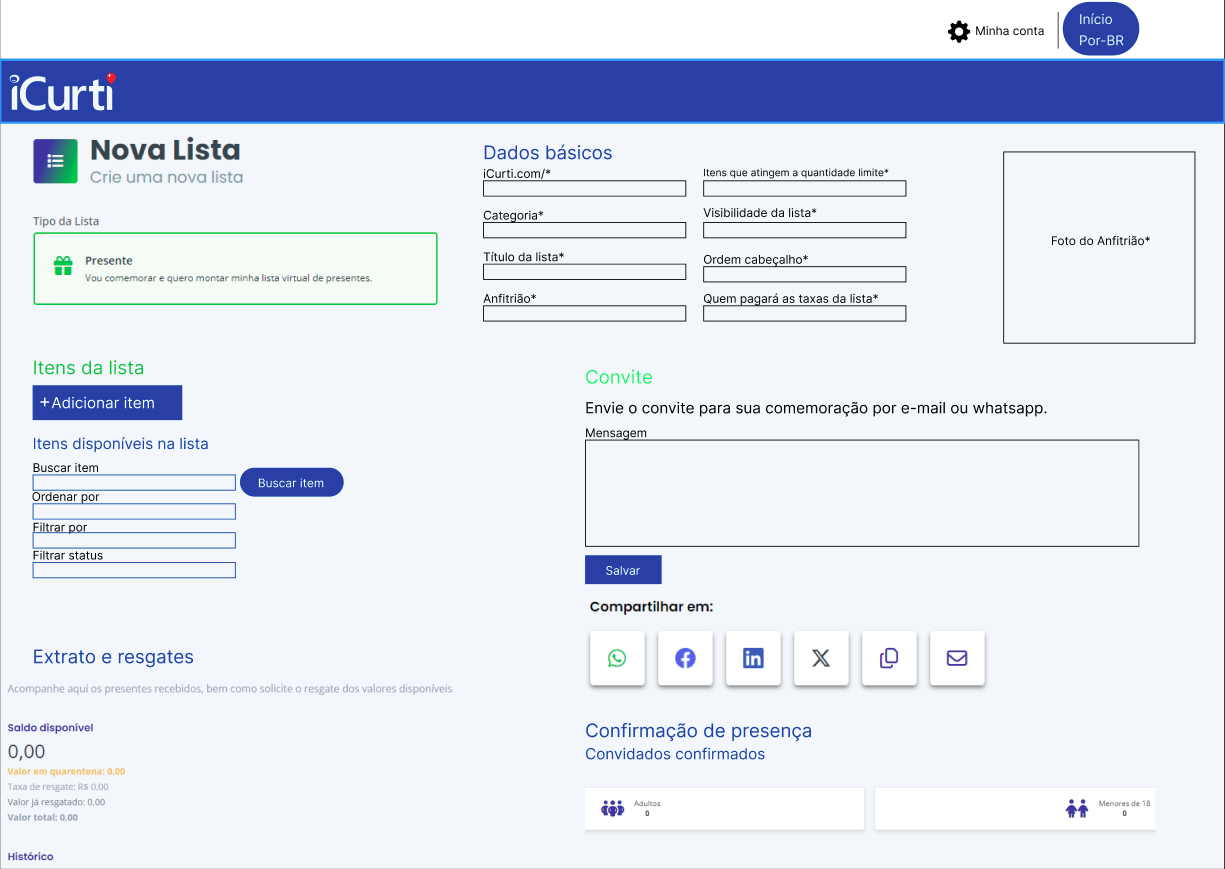 Minha conta
Início
Por-BR
iCurti
Nova Lista
Crie uma nova lista
Tipo da Lista
Presente
Vou comemorar e quero montar minha lista virtual de presentes.
Dados básicos
iCurti.com/*
Itens que atingem a quantidade limite*
Categoria*
Visibilidade da lista*
Título da lista*
Ordem cabeçalho*
Anfitrião*
Quem pagará as taxas da lista*
Foto do Anfitrião*
Itens da lista
+Adicionar item
Itens disponíveis na lista
Buscar item
Buscar item
Ordenar por
Filtrar por
Filtrar status
Convite
Envie o convite para sua comemoração por e-mail ou whatsapp.
Mensagem
Salvar
Compartilhar em:
Extrato e resgates
Acompanhe aqui os presentes recebidos, bem como solicite o resgate dos valores disponíveis
Saldo disponível
0,00
Valor em quarentena: 0,00
Taxa de resgate: R$ 0,00
Valor já resgatado: 0,00
Valor total: 0,00
Histórico
Confirmação de presença
Convidados confirmados
Adultos
0
Menores de 18
0